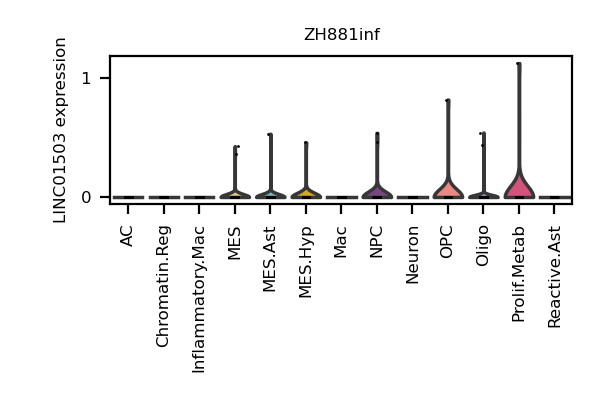 ZH881inf
LINC01503 expression
1
0
AC
Chromatin.Reg
Inflammatory.Mac
MES
MES.Ast
MES.Hyp
Mac
NPC
Neuron
OPC
Oligo
Prolif.Metab
Reactive.Ast